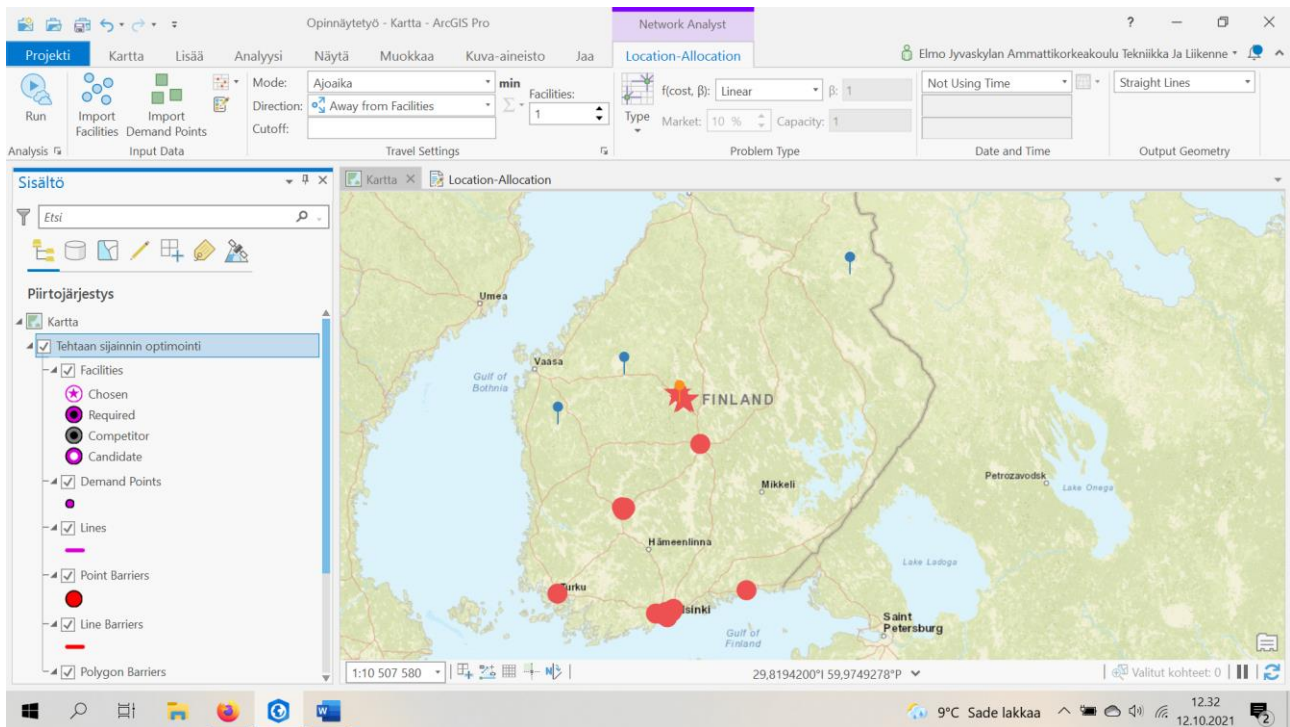 Opinnäytetyö - Kartta - ArcGIS Pro
Network Analyst
?
Projekti Kartta Lisää Analyysi Näytä Muokkaa Kuva-aineisto Jaa Location-Allocation
Elmo Jyvaskylan Ammattikorkeakoulu Tekniikka Ja Liikenne
Run
Import Facilities
Import Demand Points
Mode: Ajoaika min
Direction: Away from Facilities
Cutoff:
Facilities:
1
Type
f(cost, β): Linear β: 1
Market: 10 % Capacity: 1
Not Using Time
Straight Lines
Analysis Input Data Travel Settings Problem Type Date and Time Output Geometry
Sisältö
Etsi
Piirtojärjestys
Kartta
Tehtaan sijainnin optimointi
Facilities
Chosen
Required
Competitor
Candidate
Demand Points
Lines
Point Barriers
Line Barriers
Polygon Barriers
Kartta Location-Allocation
Umea
Vaasa
Gulf of
Bothnia
FINLAND
Mikkeli
Petrozavodsk
Lake Onega
Hämeenlinna
Lake Ladoga
Turku
lsinki
Gulf of
Finland
Saint
Petersburg
1:10 507 580
29,8194200°I 59,9749278°P
Valitut kohteet: 0
9°C Sade lakkaa
12.32
12.10.2021
2